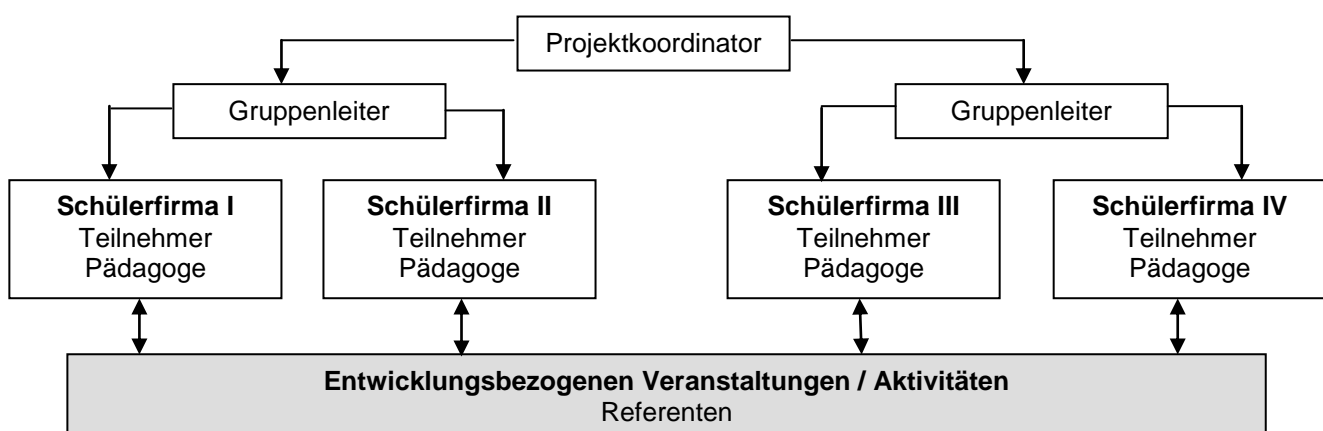 Projektkoordinator
Gruppenleiter
Gruppenleiter
Schülerfirma I
Teilnehmer
Pädagoge
Schülerfirma II
Teilnehmer
Pädagoge
Schülerfirma III
Teilnehmer
Pädagoge
Schülerfirma IV
Teilnehmer
Pädagoge
Entwicklungsbezogenen Veranstaltungen / Aktivitäten
Referenten